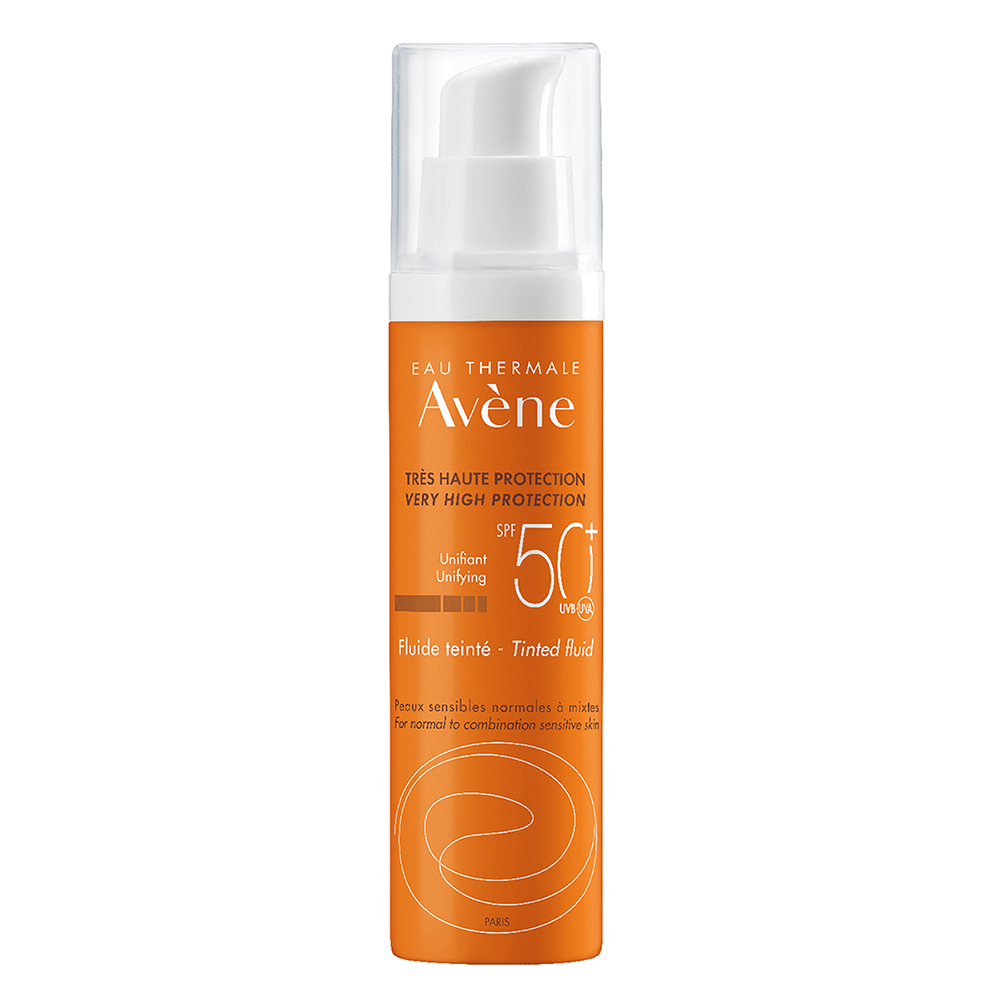 EAU THERMALE
Avène
TRÈS HAUTE PROTECTION
VERY HIGH PROTECTION
SPF 50+
Unifiant
Unifying
UVB-UVA
Fluide teinté - Tinted fluid
Peaux sensibles normales à mixtes
For normal to combination sensitive skin
PARIS